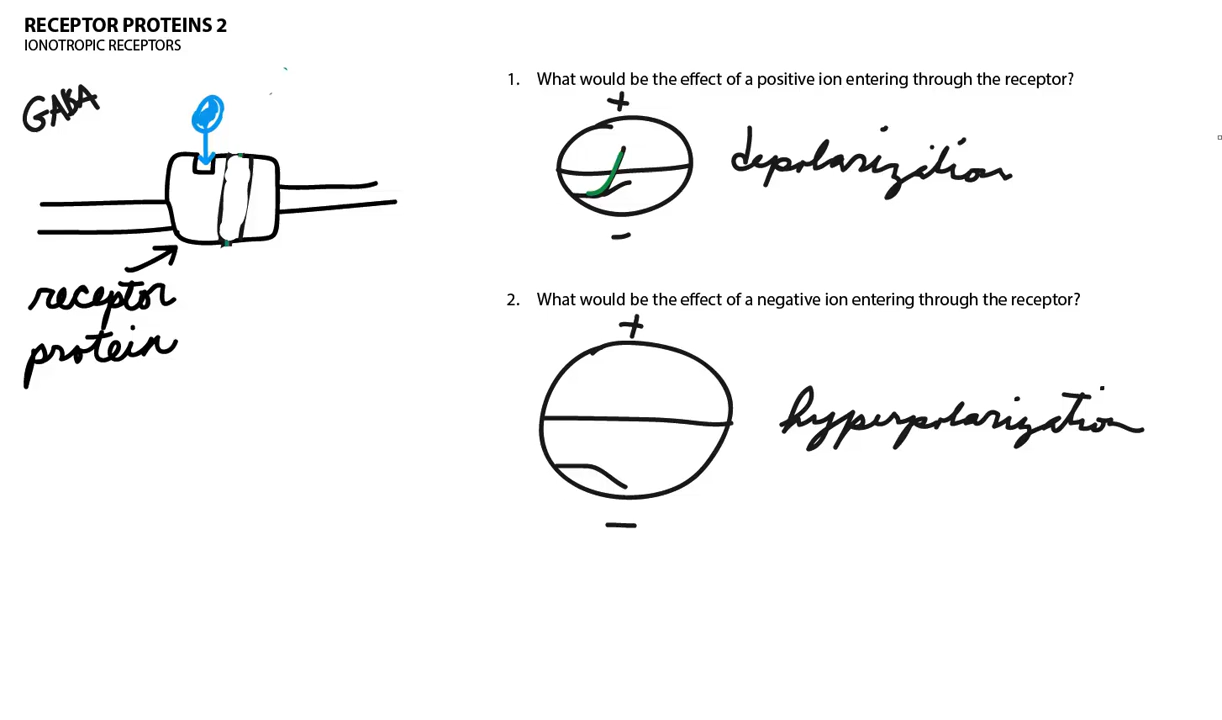 RECEPTOR PROTEINS 2
IONOTROPIC RECEPTORS
GABA
receptor
protein
1. What would be the effect of a positive ion entering through the receptor?
+
depolarizition
-
2. What would be the effect of a negative ion entering through the receptor?
+
hyperpolarization
-